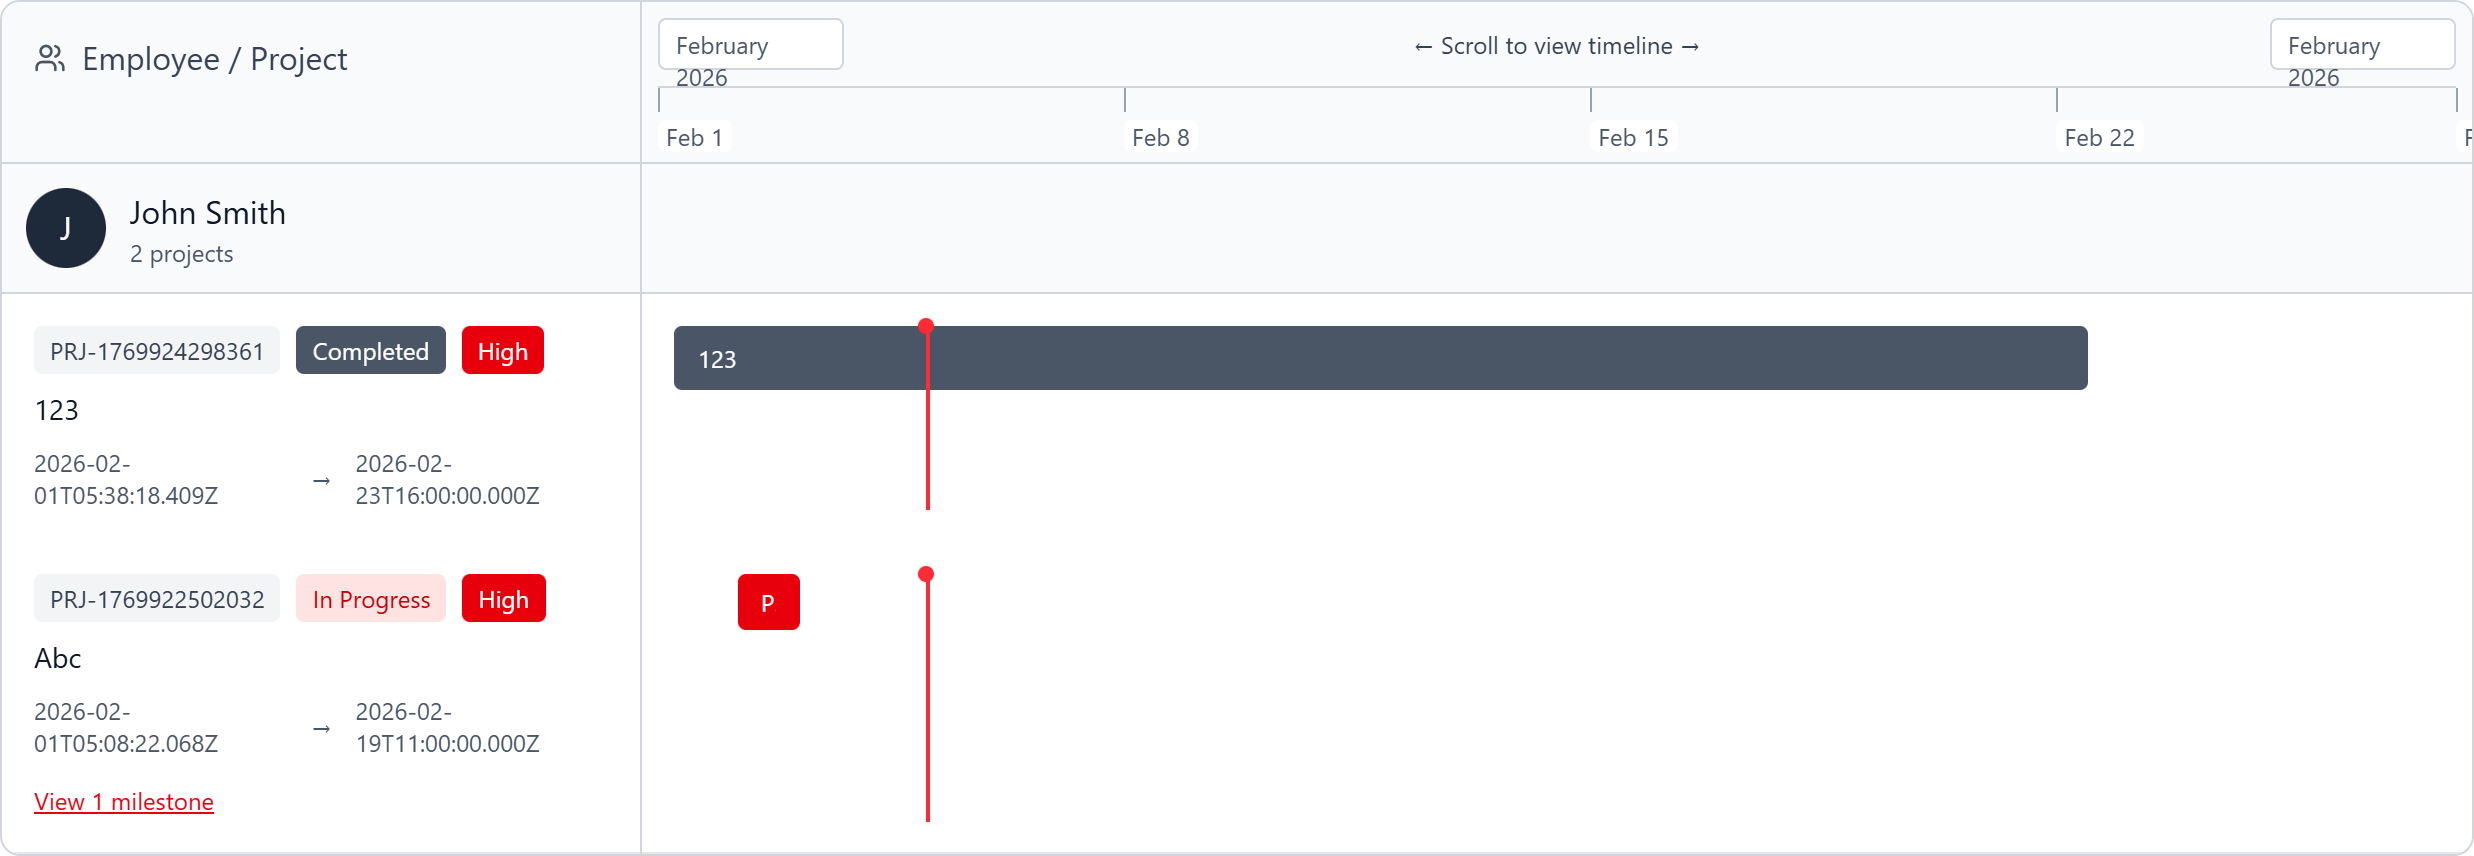 Employee / Project
February
2026
← Scroll to view timeline →
February
2026
Feb 1
Feb 8
Feb 15
Feb 22
J
John Smith
2 projects
PRJ-1769924298361
Completed
High
123
2026-02-
01T05:38:18.409Z
→
2026-02-
23T16:00:00.000Z
123
PRJ-1769922502032
In Progress
High
Abc
2026-02-
01T05:08:22.068Z
→
2026-02-
19T11:00:00.000Z
View 1 milestone
P